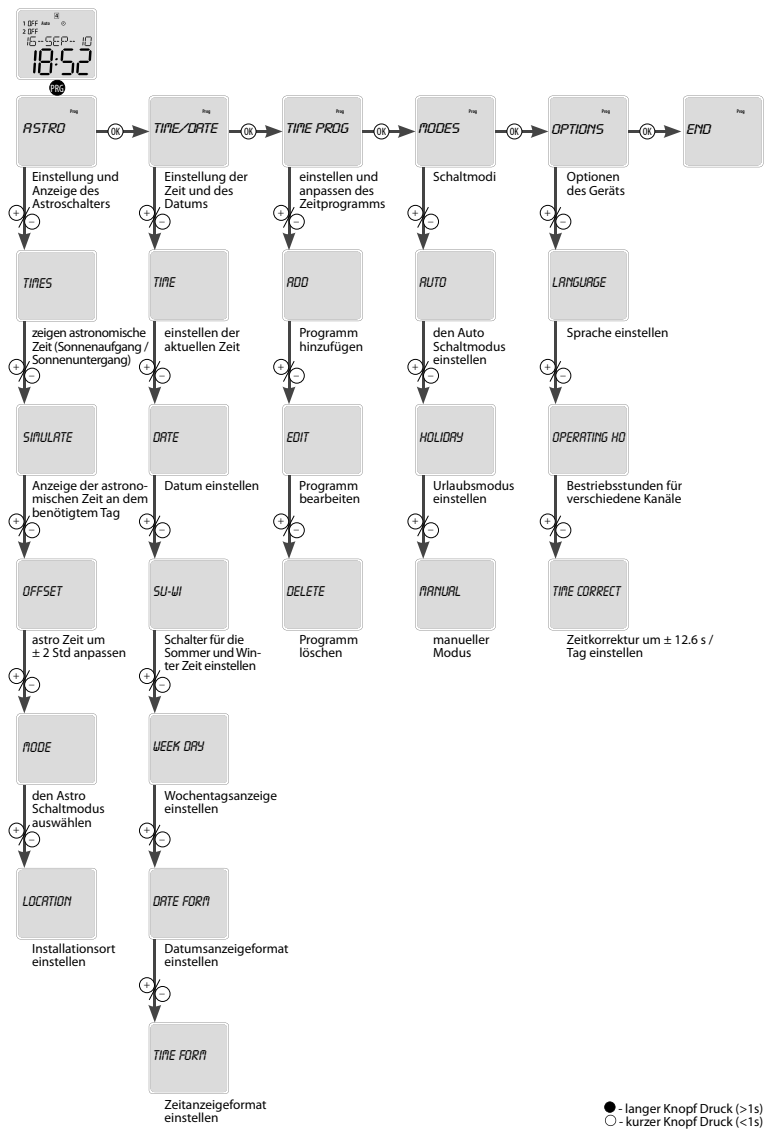 1 OFF Auto
2 OFF
16--SEP--10
18:52
PRG
Prog
ASTRO
OK
Prog
TIME/DATE
OK
Prog
TIME PROG
OK
Prog
MODES
OK
Prog
OPTIONS
OK
Prog
END
Einstellung und
Anzeige des
Astroschalters
+
−
TIMES
zeigen astronomische
Zeit (Sonnenaufgang /
Sonnenuntergang)
+
−
SIMULATE
Anzeige der astrono-
mischen Zeit an dem
benötigtem Tag
+
−
OFFSET
astro Zeit um
± 2 Std anpassen
+
−
MODE
den Astro
Schaltmodus
auswählen
+
−
LOCATION
Installationsort
einstellen
Einstellung der
Zeit und des
Datums
+
−
TIME
einstellen der
aktuellen Zeit
+
−
DATE
Datum einstellen
+
−
SU-WI
Schalter für die
Sommer und Win-
ter Zeit einstellen
+
−
WEEK DAY
Wochentagsanzeige
einstellen
+
−
DATE FORM
Datumsanzeigeformat
einstellen
+
−
TIME FORM
Zeitanzeigeformat
einstellen
einstellen und
anpassen des
Zeitprogramms
+
−
ADD
Programm
hinzufügen
+
−
EDIT
Programm
bearbeiten
+
−
DELETE
Programm
löschen
Schaltmodi
+
−
AUTO
den Auto
Schaltmodus
einstellen
+
−
HOLIDAY
Urlaubsmodus
einstellen
+
−
MANUAL
manueller
Modus
Optionen
des Geräts
+
−
LANGUAGE
Sprache einstellen
+
−
OPERATING HO
Bestriebsstunden für
verschiedene Kanäle
+
−
TIME CORRECT
Zeitkorrektur um ± 12.6 s /
Tag einstellen
- langer Knopf Druck (>1s)
- kurzer Knopf Druck (<1s)